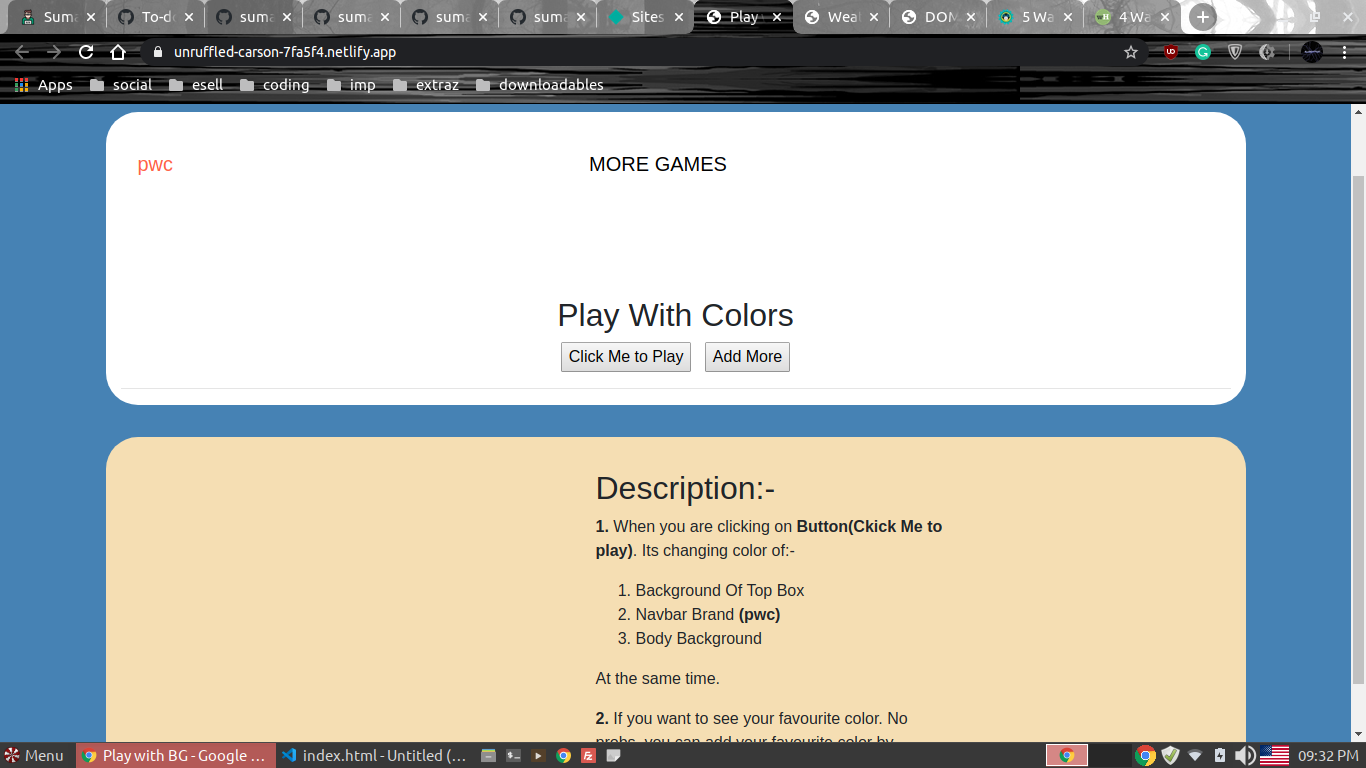 Suma
To-do
suma
suma
suma
suma
Sites
Play
Weal
DOM
5 Wa
4 Wa
unruffled-carson-7fa5f4.netlify.app
Apps social esell coding imp extraz downloadables
pwc MORE GAMES
Play With Colors
Click Me to Play Add More
Description:-
1. When you are clicking on Button(Ckick Me to
play). Its changing color of:-
1. Background Of Top Box
2. Navbar Brand (pwc)
3. Body Background
At the same time.
2. If you want to see your favourite color. No
probs, you can add your favourite color by
Menu Play with BG - Google ... index.html - Untitled (... 09:32 PM